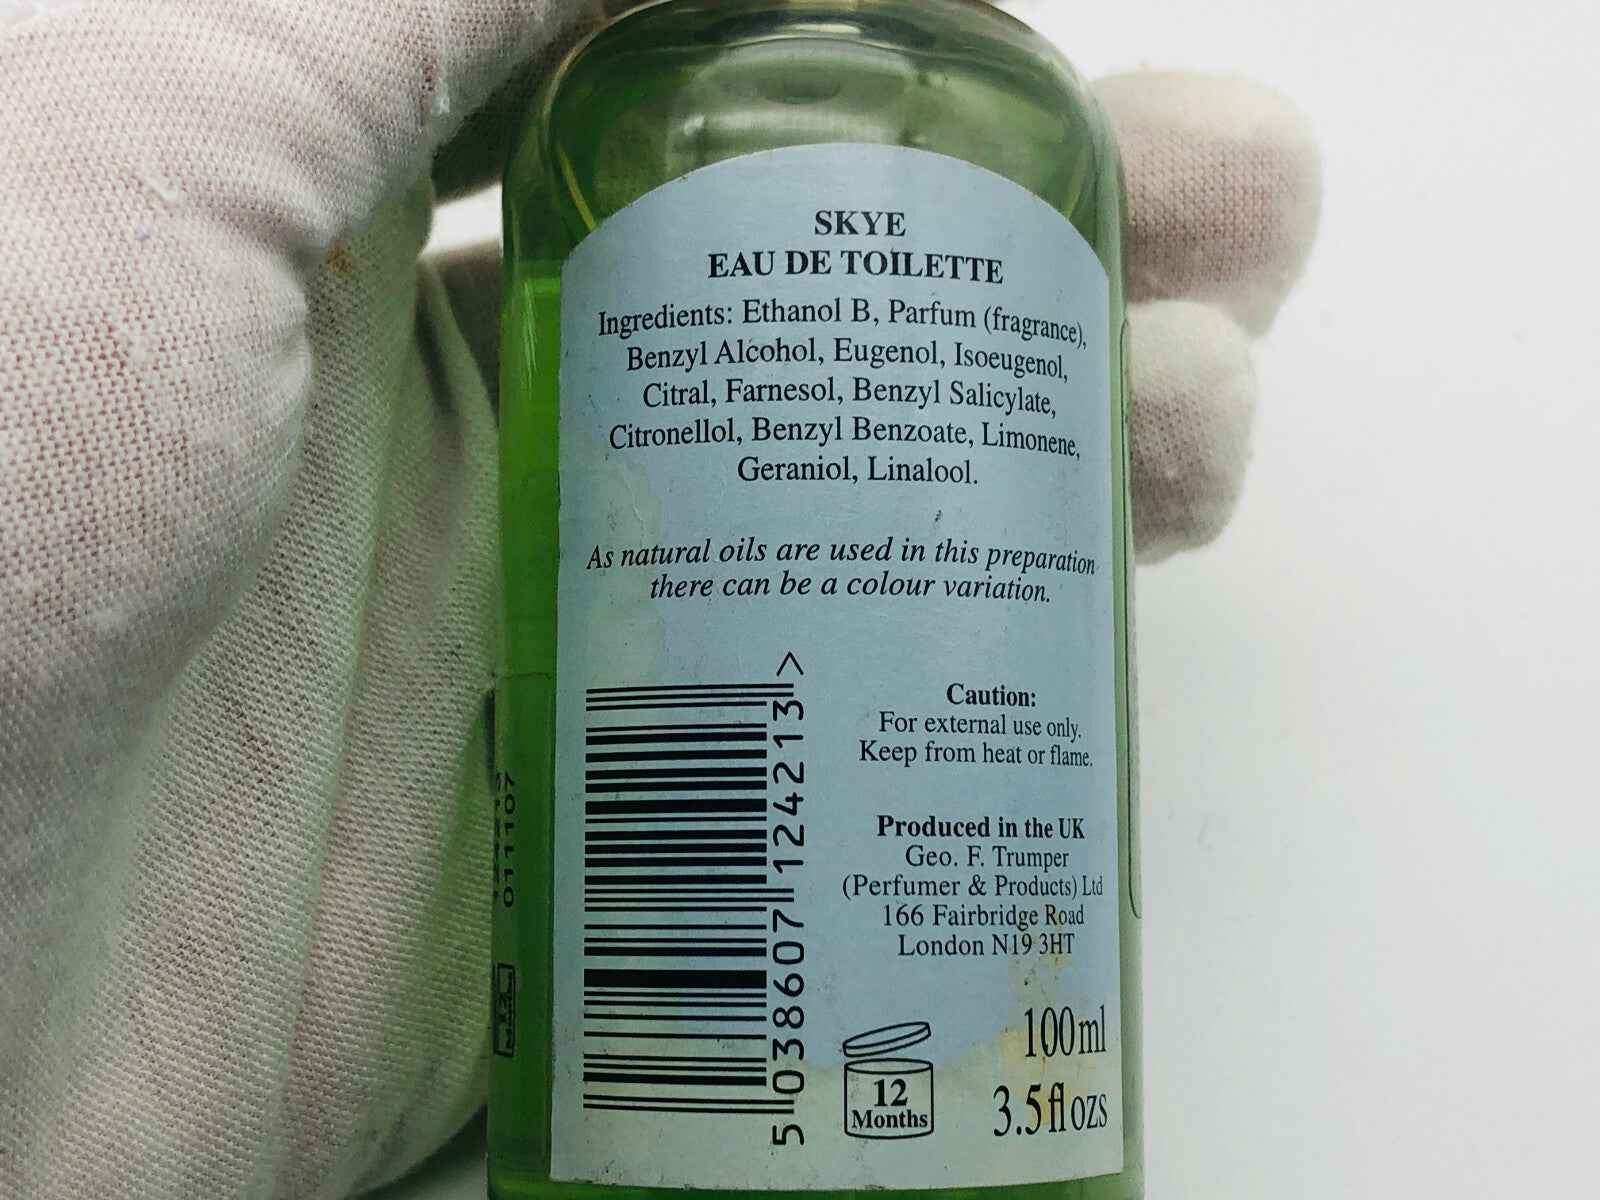 SKYE
EAU DE TOILETTE
Ingredients: Ethanol B, Parfum (fragrance),
Benzyl Alcohol, Eugenol, Isoeugenol,
Citral, Farnesol, Benzyl Salicylate,
Citronellol, Benzyl Benzoate, Limonene,
Geraniol, Linalool.
As natural oils are used in this preparation
there can be a colour variation.
Caution:
For external use only.
Keep from heat or flame.
Produced in the UK
Geo. F. Trumper
(Perfumer & Products) Ltd
166 Fairbridge Road
London N19 3HT
100ml
3.5fl ozs
12
Months
5 038607 124213 >
011107